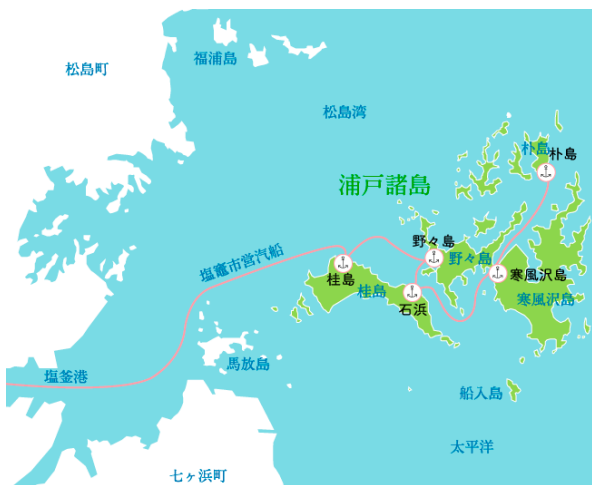 福浦島
松島町
松島湾
朴島
朴島
浦戸諸島
野々島
野々島
塩竈市営汽船
桂島
桂島
石浜
寒風沢島
寒風沢島
馬放島
塩釜港
船入島
太平洋
七ヶ浜町